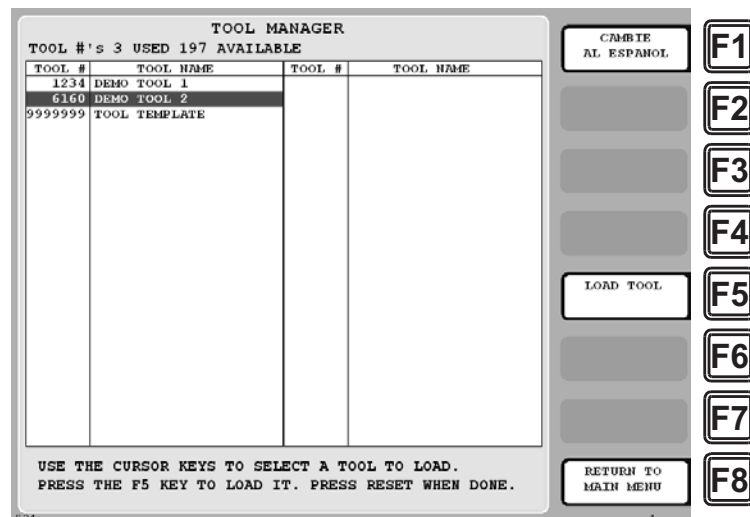 TOOL MANAGER
TOOL #'s 3 USED 197 AVAILABLE
TOOL # TOOL NAME TOOL # TOOL NAME
1234 DEMO TOOL 1
6160 DEMO TOOL 2
9999999 TOOL TEMPLATE
USE THE CURSOR KEYS TO SELECT A TOOL TO LOAD.
PRESS THE F5 KEY TO LOAD IT. PRESS RESET WHEN DONE.
CAMBIE
AL ESPANOL
F1
F2
F3
F4
LOAD TOOL
F5
F6
F7
RETURN TO
MAIN MENU
F8